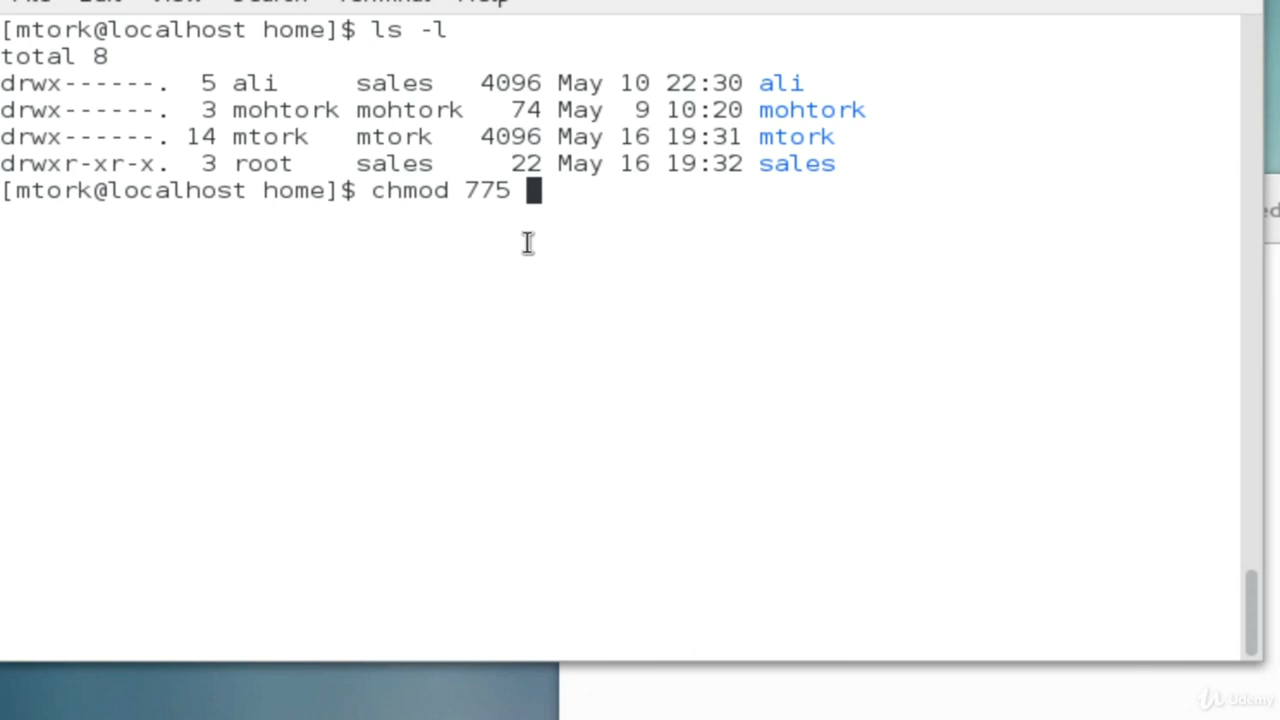 [mtork@localhost home]$ ls -l
total 8
drwx------. 5 ali sales 4096 May 10 22:30 ali
drwx------. 3 mohtork mohtork 74 May 9 10:20 mohtork
drwx------. 14 mtork mtork 4096 May 16 19:31 mtork
drwxr-xr-x. 3 root sales 22 May 16 19:32 sales
[mtork@localhost home]$ chmod 775
Udemy